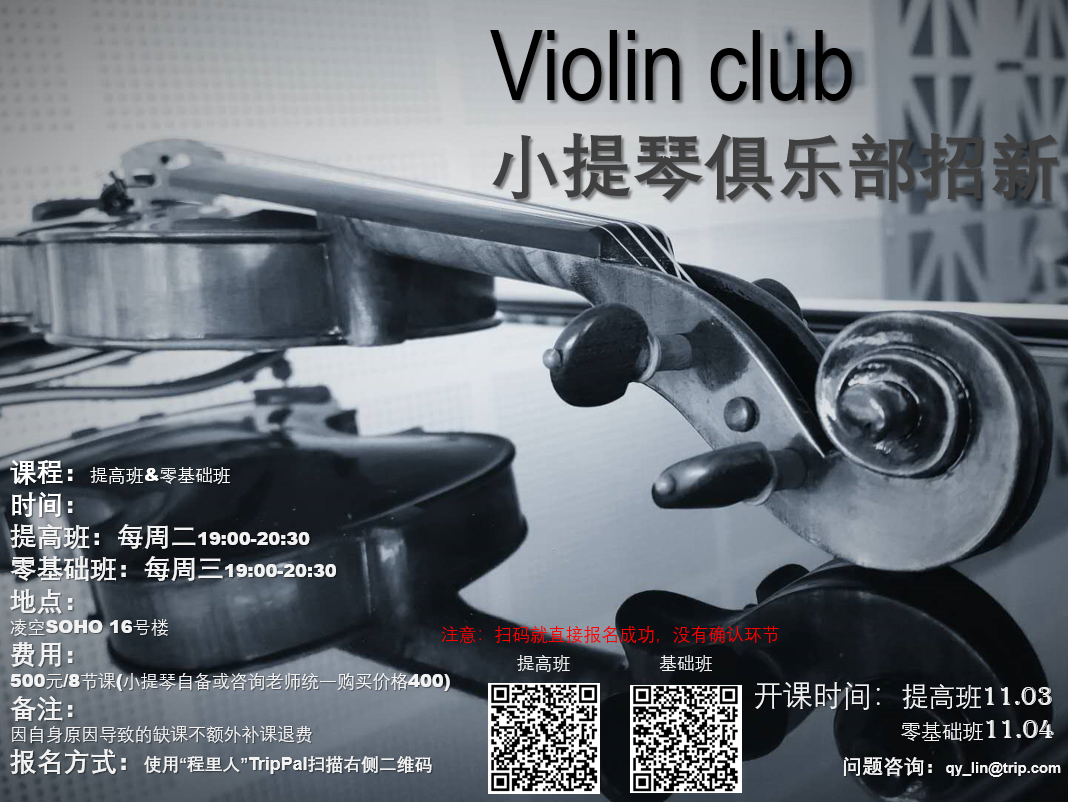 Violin club
小提琴俱乐部招新
课程：提高班&零基础班
时间：
提高班：每周二19:00-20:30
零基础班：每周三19:00-20:30
地点：
凌空SOHO 16号楼
费用：
500元/8节课(小提琴自备或咨询老师统一购买价格400)
备注：
因自身原因导致的缺课不额外补课退费
报名方式：使用“程里人”TripPal扫描右侧二维码
注意：扫码就直接报名成功，没有确认环节
提高班 基础班
开课时间：提高班11.03
零基础班11.04
问题咨询：qy_lin@trip.com